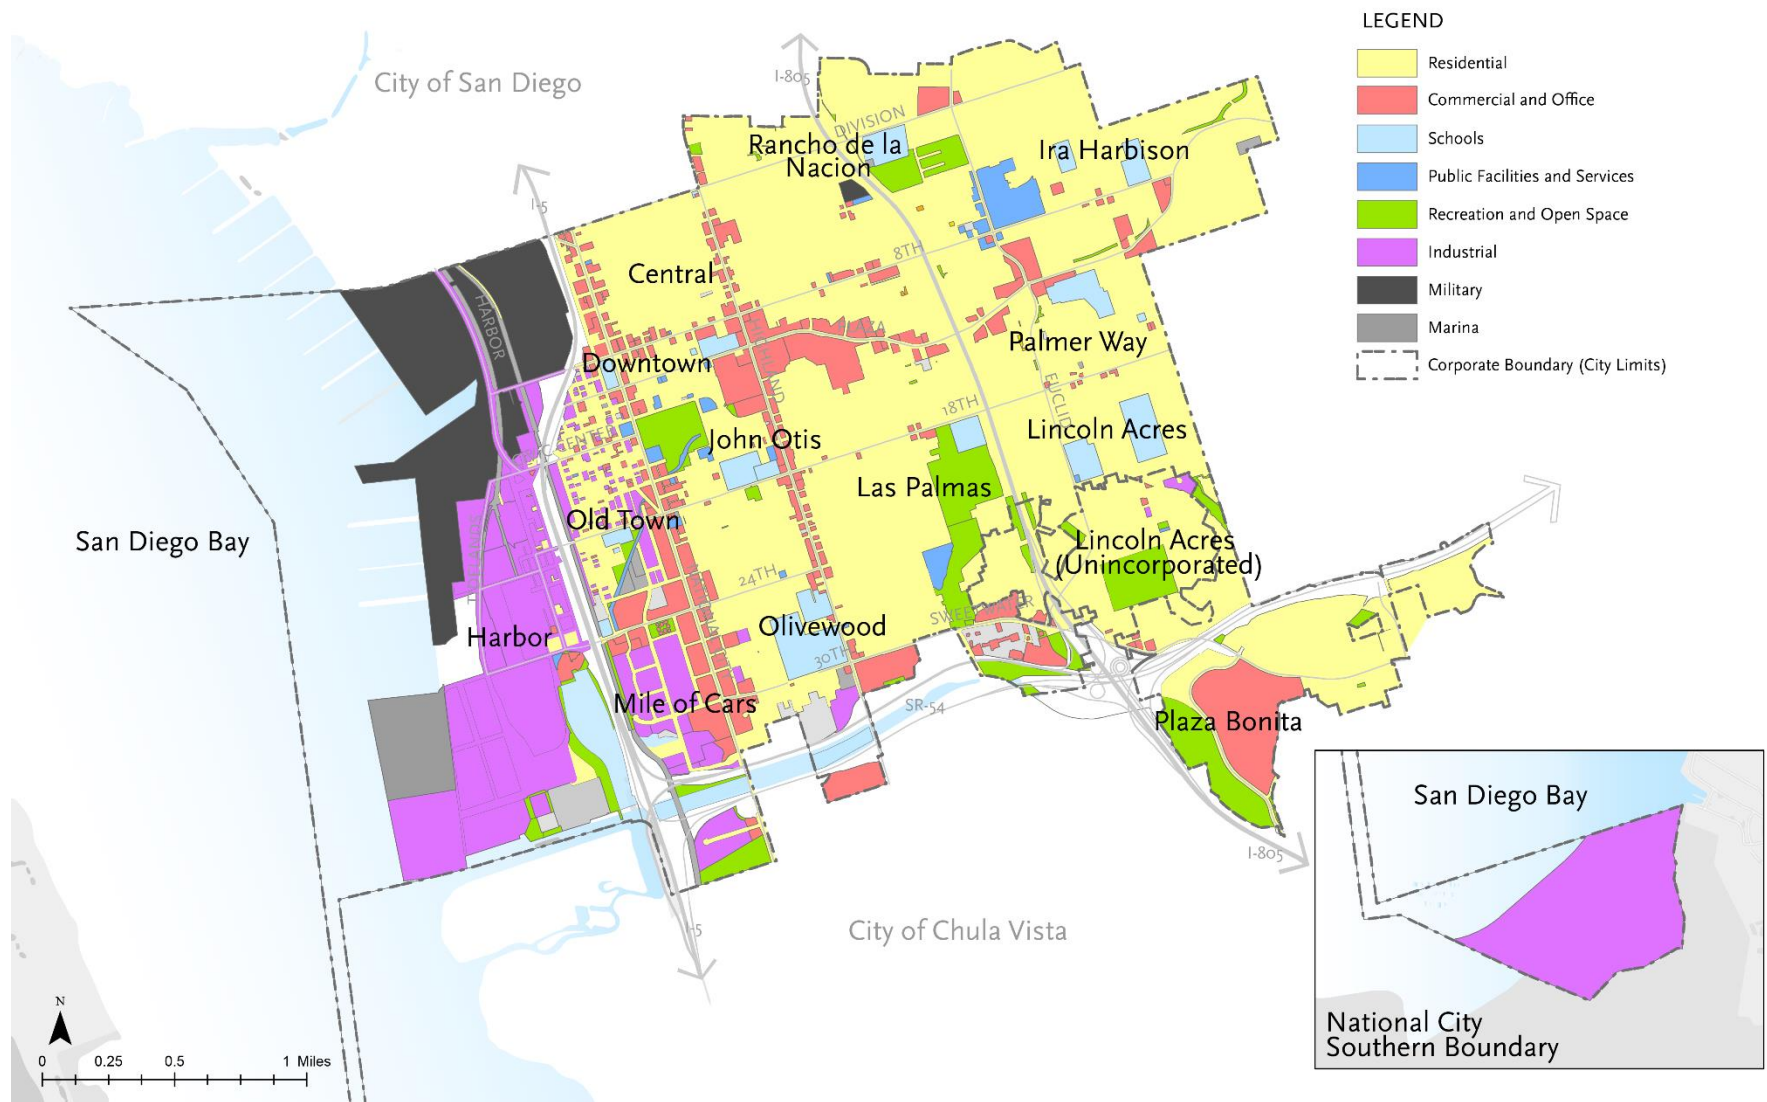 LEGEND
Residential
Commercial and Office
Schools
Public Facilities and Services
Recreation and Open Space
Industrial
Military
Marina
Corporate Boundary (City Limits)
City of San Diego
I-805
DIVISION
Rancho de la
Nacion
Ira Harbison
I-5
8TH
Central
HARBOR
HIGHLAND
PLAZA
Downtown
Palmer Way
EUCLID
18TH
CENTER
John Otis
Lincoln Acres
Las Palmas
Old Town
San Diego Bay
Lincoln Acres
(Unincorporated)
24TH
SWEETWATER
Harbor
Olivewood
30TH
Mile of Cars
SR-54
Plaza Bonita
I-805
I-5
City of Chula Vista
San Diego Bay
National City
Southern Boundary
N
0 0.25 0.5 1 Miles